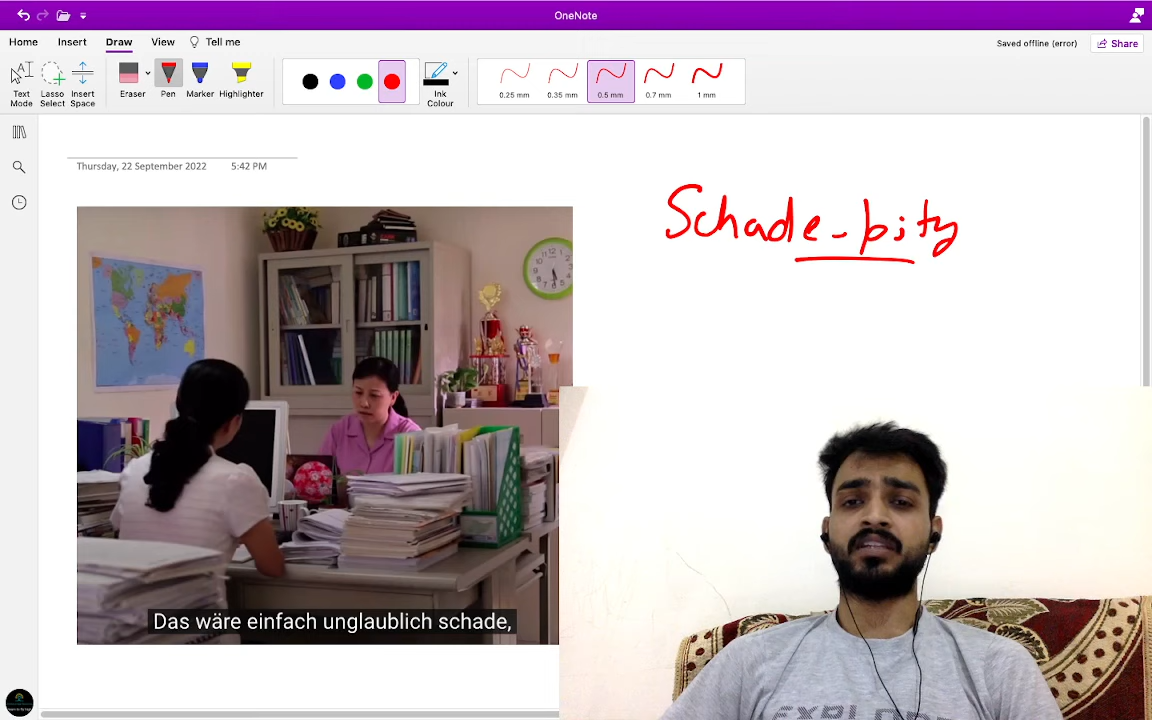 OneNote
Home Insert Draw View Tell me
Saved offline (error) Share
Text Mode
Lasso Select
Insert Space
Eraser
Pen
Marker
Highlighter
Ink Colour
0.25 mm
0.35 mm
0.5 mm
0.7 mm
1 mm
Thursday, 22 September 2022 5:42 PM
Schade - bity
Das wäre einfach unglaublich schade,